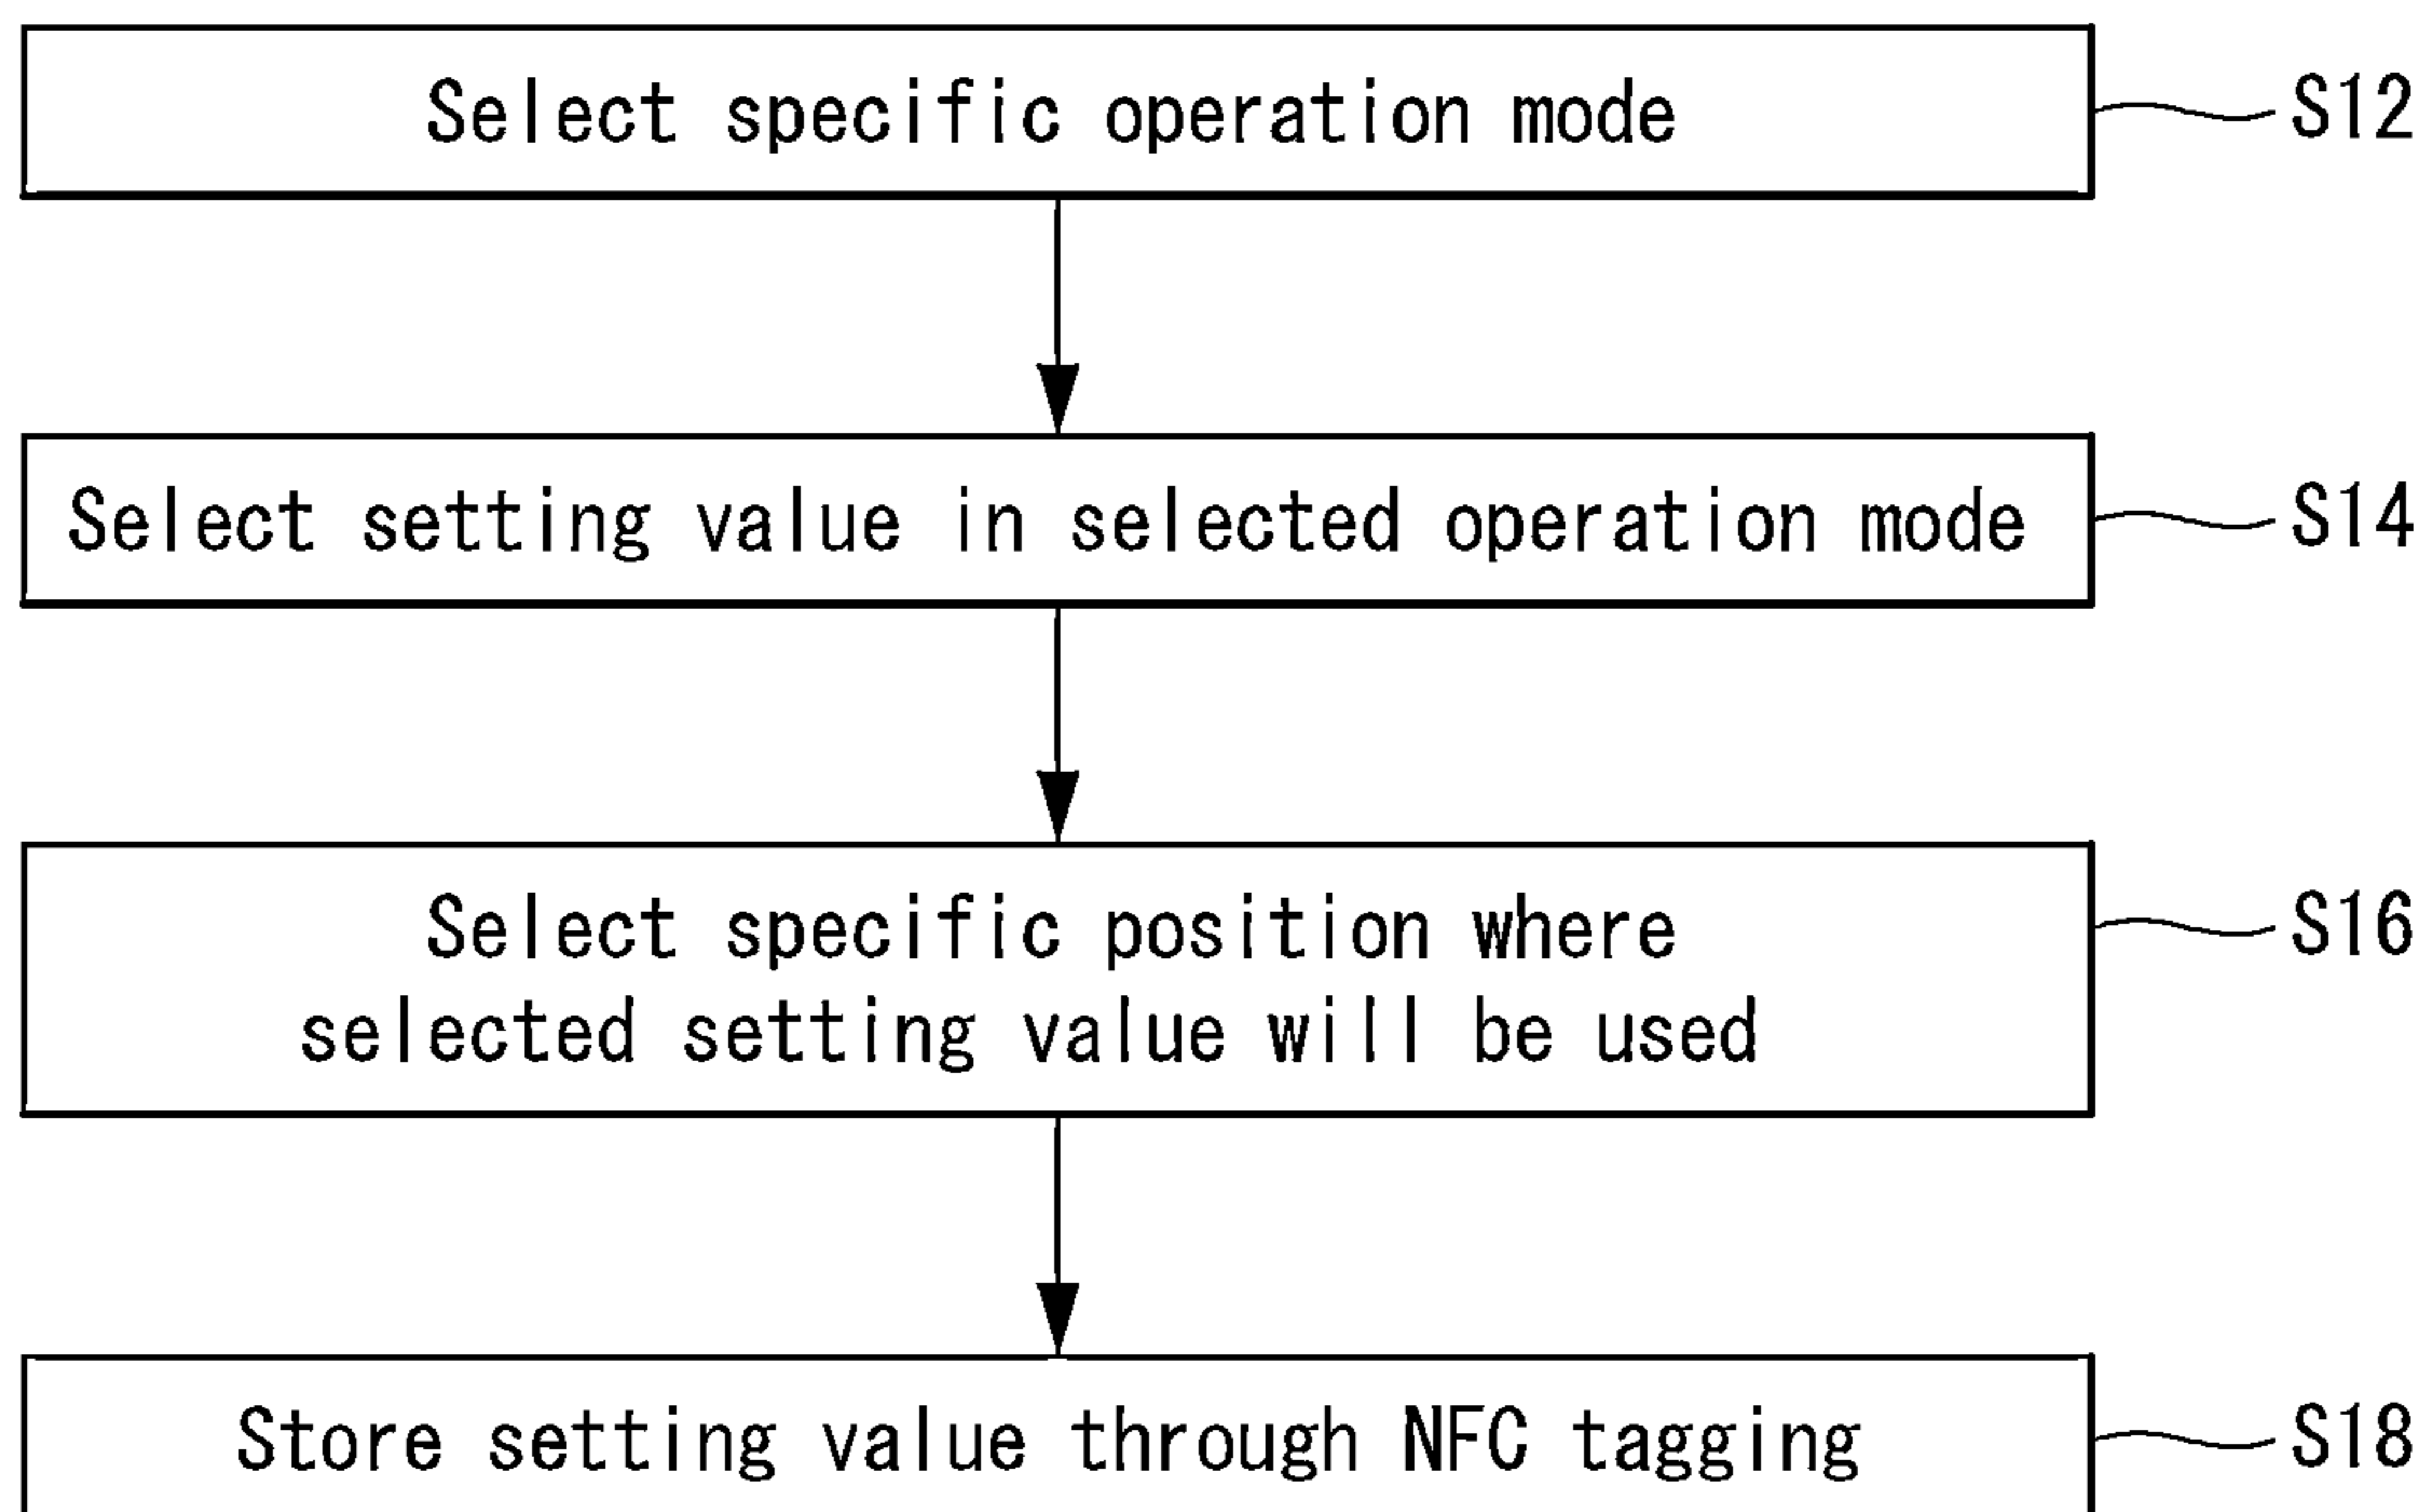 Select specific operation mode
S12
Select setting value in selected operation mode
S14
Select specific position where
selected setting value will be used
S16
Store setting value through NFC tagging
S18